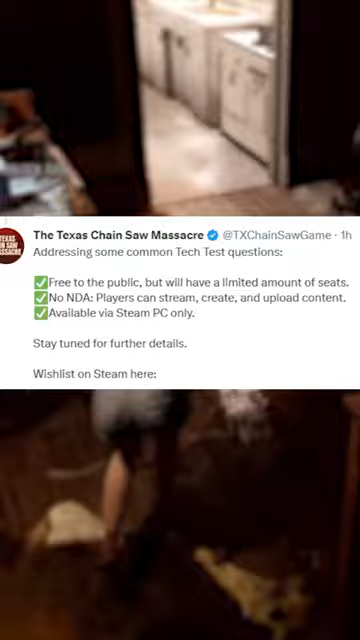 The Texas Chain Saw Massacre @TXChainSawGame · 1h
TEXAS
Addressing some common Tech Test questions:
✅Free to the public, but will have a limited amount of seats.
✅No NDA: Players can stream, create, and upload content.
✅Available via Steam PC only.
Stay tuned for further details.
Wishlist on Steam here: